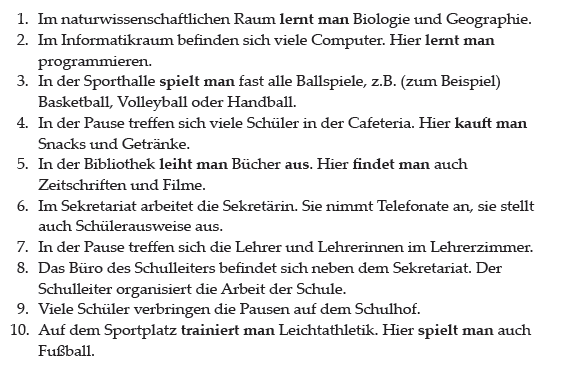 1. Im naturwissenschaftlichen Raum lernt man Biologie und Geographie.
2. Im Informatikraum befinden sich viele Computer. Hier lernt man
programmieren.
3. In der Sporthalle spielt man fast alle Ballspiele, z.B. (zum Beispiel)
Basketball, Volleyball oder Handball.
4. In der Pause treffen sich viele Schüler in der Cafeteria. Hier kauft man
Snacks und Getränke.
5. In der Bibliothek leiht man Bücher aus. Hier findet man auch
Zeitschriften und Filme.
6. Im Sekretariat arbeitet die Sekretärin. Sie nimmt Telefonate an, sie stellt
auch Schülerausweise aus.
7. In der Pause treffen sich die Lehrer und Lehrerinnen im Lehrerzimmer.
8. Das Büro des Schulleiters befindet sich neben dem Sekretariat. Der
Schulleiter organisiert die Arbeit der Schule.
9. Viele Schüler verbringen die Pausen auf dem Schulhof.
10. Auf dem Sportplatz trainiert man Leichtathletik. Hier spielt man auch
Fußball.